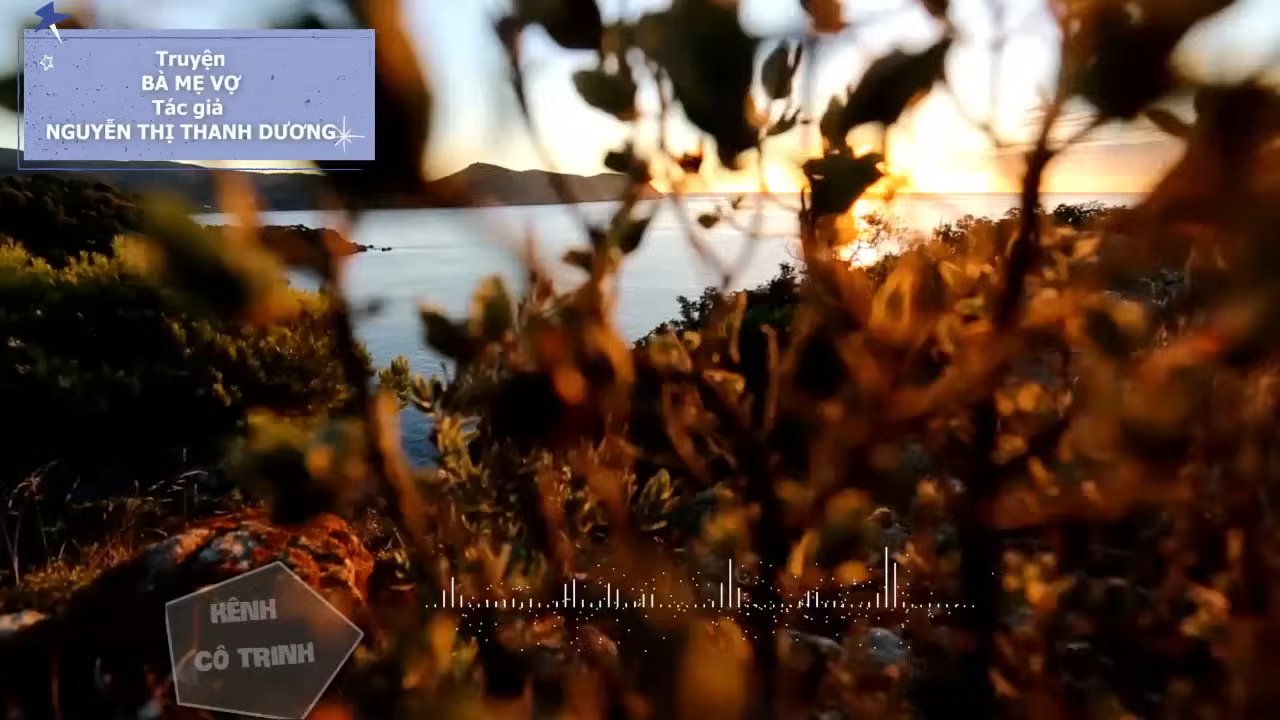 Truyện
BÀ MẸ VỢ
Tác giả
NGUYỄN THỊ THANH DƯƠNG
KÊNH
CÔ TRINH